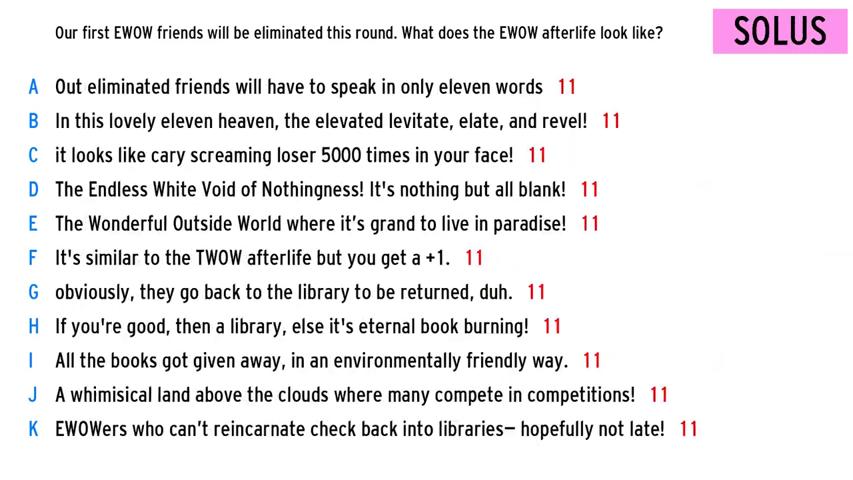 Our first EWOW friends will be eliminated this round. What does the EWOW afterlife look like?
SOLUS
A Out eliminated friends will have to speak in only eleven words 11
B In this lovely eleven heaven, the elevated levitate, elate, and revel! 11
C it looks like cary screaming loser 5000 times in your face! 11
D The Endless White Void of Nothingness! It's nothing but all blank! 11
E The Wonderful Outside World where it’s grand to live in paradise! 11
F It's similar to the TWOW afterlife but you get a +1. 11
G obviously, they go back to the library to be returned, duh. 11
H If you're good, then a library, else it's eternal book burning! 11
I All the books got given away, in an environmentally friendly way. 11
J A whimisical land above the clouds where many compete in competitions! 11
K EWOWers who can’t reincarnate check back into libraries— hopefully not late! 11